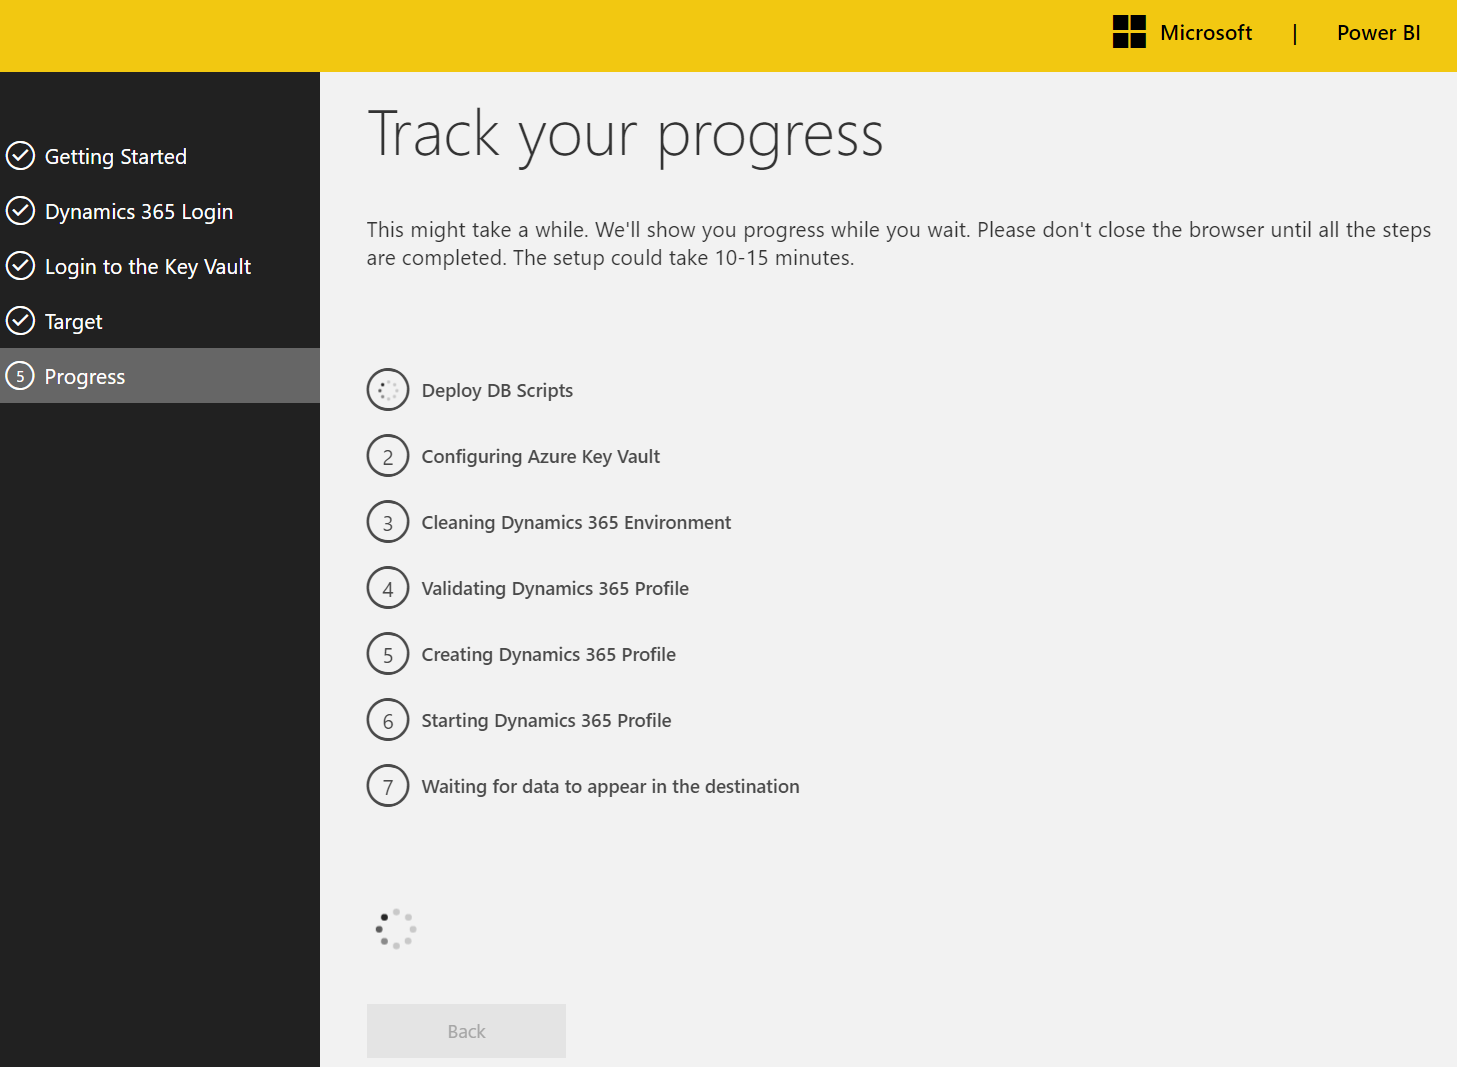 Microsoft | Power BI
Getting Started
Dynamics 365 Login
Login to the Key Vault
Target
5 Progress
Track your progress
This might take a while. We'll show you progress while you wait. Please don't close the browser until all the steps
are completed. The setup could take 10-15 minutes.
Deploy DB Scripts
2 Configuring Azure Key Vault
3 Cleaning Dynamics 365 Environment
4 Validating Dynamics 365 Profile
5 Creating Dynamics 365 Profile
6 Starting Dynamics 365 Profile
7 Waiting for data to appear in the destination
Back